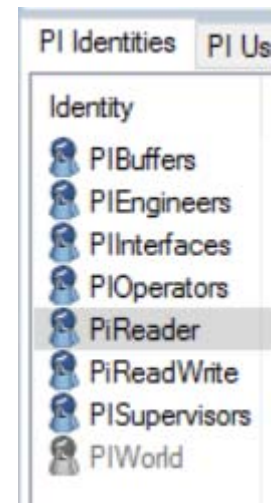 PI Identities PI Us
Identity
PIBuffers
PIEngineers
PIInterfaces
PIOperators
PiReader
PiReadWrite
PISupervisors
PIWorld